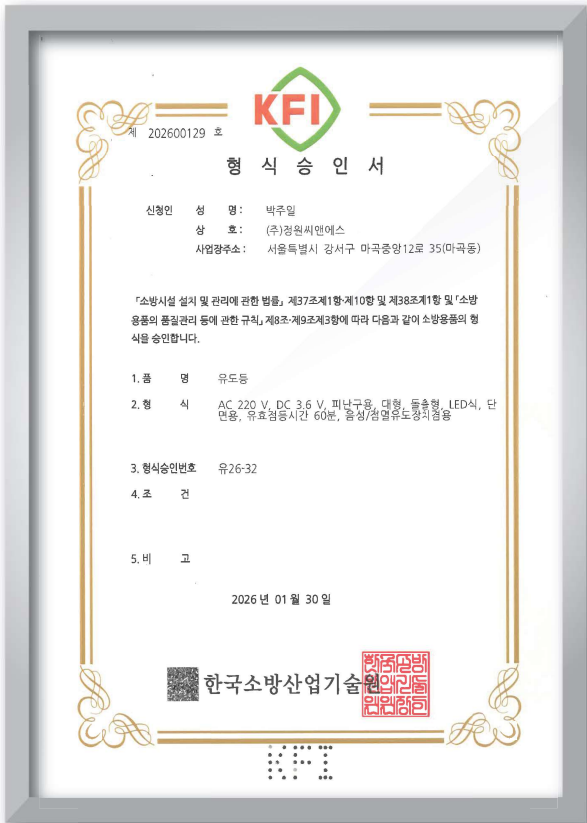 KFI
제 202600129 호
형 식 승 인 서
신청인 성 명 : 박주일
상 호 : (주)정원씨앤에스
사업장주소 : 서울특별시 강서구 마곡중앙12로 35(마곡동)
「소방시설 설치 및 관리에 관한 법률」 제37조제1항·제10항 및 제38조제1항 및 「소방
용품의 품질관리 등에 관한 규칙」 제8조·제9조제3항에 따라 다음과 같이 소방용품의 형
식을 승인합니다.
1. 품 명 유도등
2. 형 식 AC 220 V, DC 3.6 V, 피난구용, 대형, 돌출형, LED식, 단
면용, 유효점등시간 60분, 음성/점멸유도장치겸용
3. 형식승인번호 유26-32
4. 조 건
5. 비 고
2026 년 01 월 30 일
한국소방산업기술원
KFI